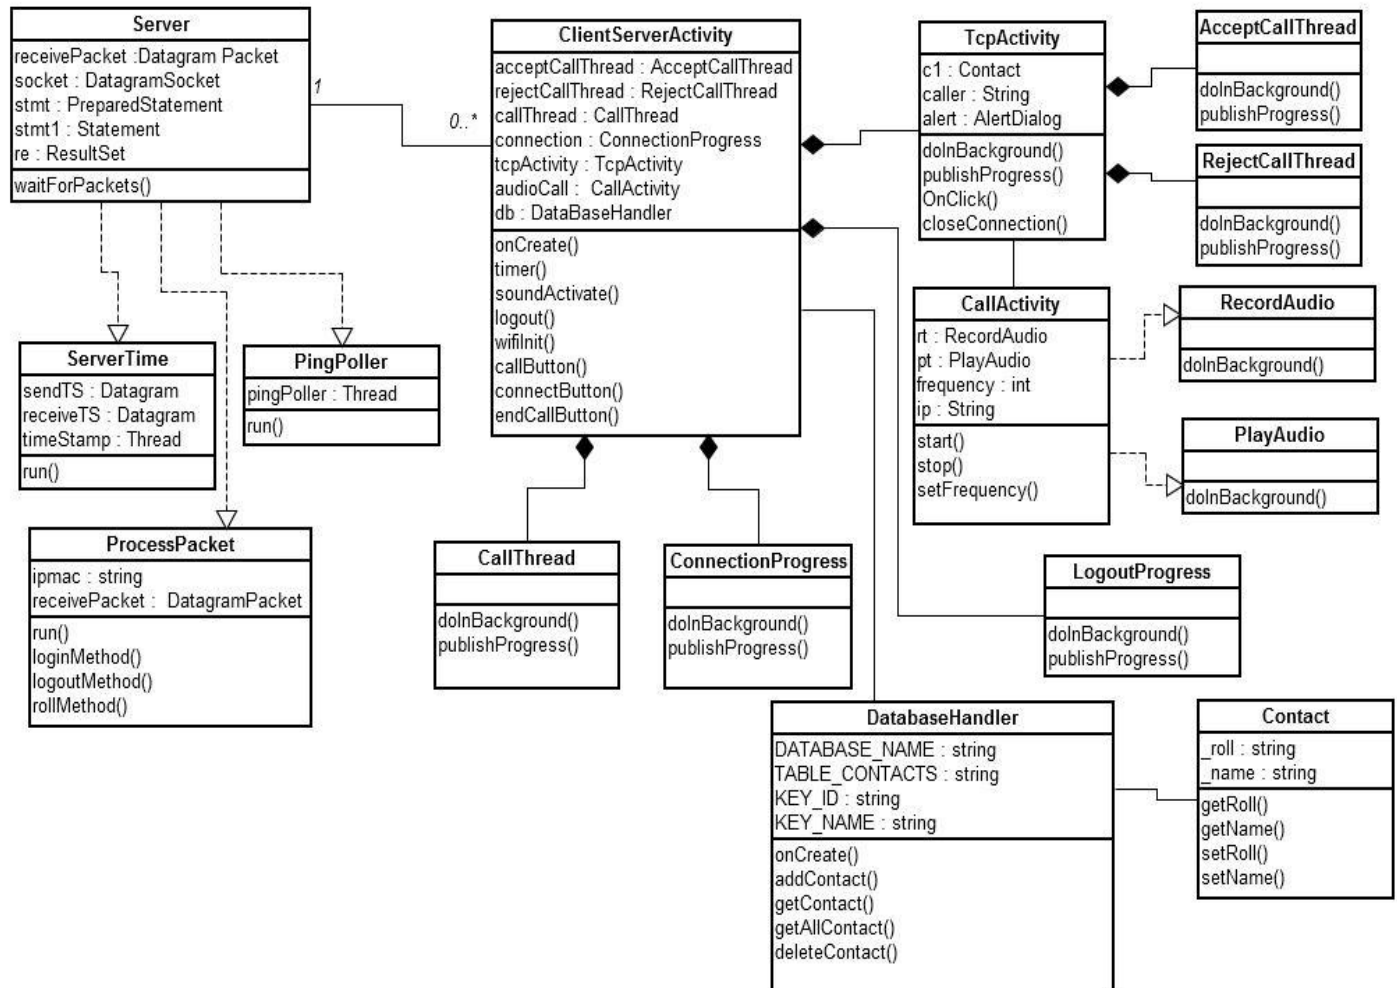 Server
receivePacket :Datagram Packet
socket : DatagramSocket
stmt : PreparedStatement
stmt1 : Statement
re : ResultSet
waitForPackets()
1
0..*
ClientServerActivity
acceptCallThread : AcceptCallThread
rejectCallThread : RejectCallThread
callThread : CallThread
connection : ConnectionProgress
tcpActivity : TcpActivity
audioCall : CallActivity
db : DataBaseHandler
onCreate()
timer()
soundActivate()
logout()
wifiInit()
callButton()
connectButton()
endCallButton()
TcpActivity
c1 : Contact
caller : String
alert : AlertDialog
doInBackground()
publishProgress()
OnClick()
closeConnection()
AcceptCallThread
doInBackground()
publishProgress()
RejectCallThread
doInBackground()
publishProgress()
CallActivity
rt : RecordAudio
pt : PlayAudio
frequency : int
ip : String
start()
stop()
setFrequency()
RecordAudio
doInBackground()
PlayAudio
doInBackground()
ServerTime
sendTS : Datagram
receiveTS : Datagram
timeStamp : Thread
run()
PingPoller
pingPoller : Thread
run()
ProcessPacket
ipmac : string
receivePacket : DatagramPacket
run()
loginMethod()
logoutMethod()
rollMethod()
CallThread
doInBackground()
publishProgress()
ConnectionProgress
doInBackground()
publishProgress()
LogoutProgress
doInBackground()
publishProgress()
DatabaseHandler
DATABASE_NAME : string
TABLE_CONTACTS : string
KEY_ID : string
KEY_NAME : string
onCreate()
addContact()
getContact()
getAllContact()
deleteContact()
Contact
_roll : string
_name : string
getRoll()
getName()
setRoll()
setName()